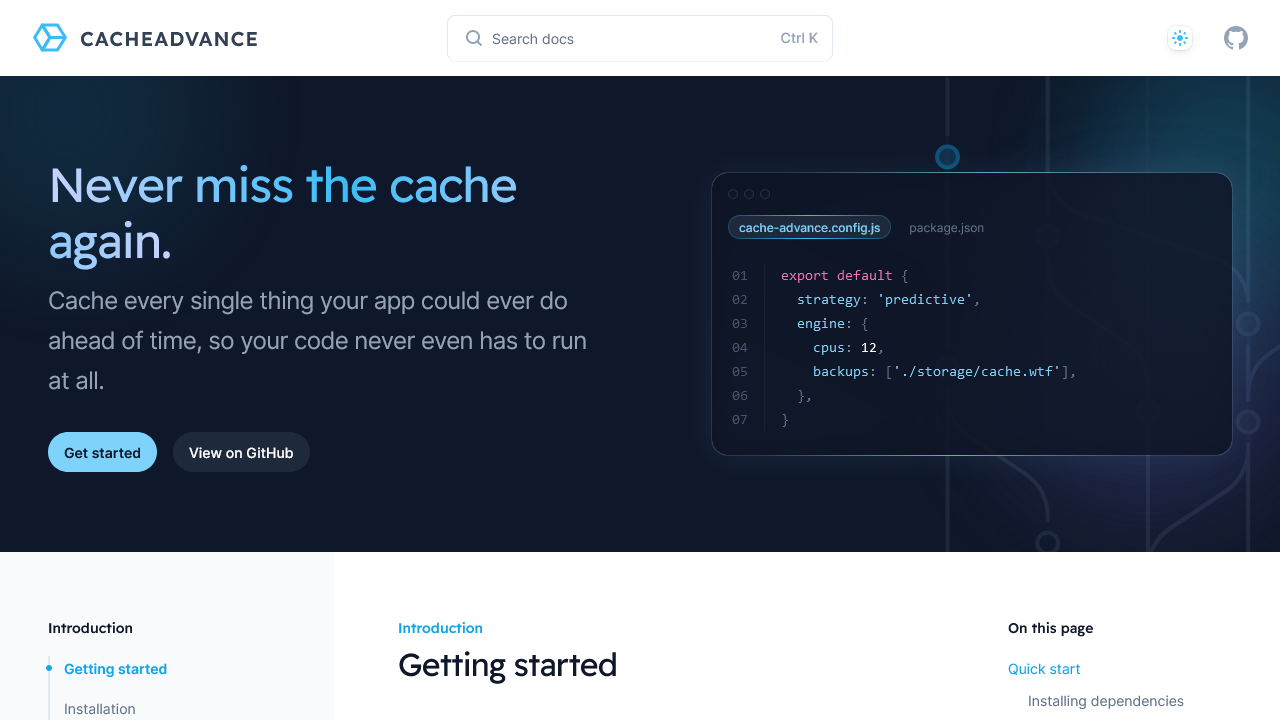 CACHEADVANCE
Search docs
Ctrl K
Never miss the cache
again.
Cache every single thing your app could ever do
ahead of time, so your code never even has to run
at all.
Get started
View on GitHub
cache-advance.config.js
package.json
01 export default {
02 strategy: 'predictive',
03 engine: {
04 cpus: 12,
05 backups: ['./storage/cache.wtf'],
06 },
07 }
Introduction
Getting started
Installation
Introduction
Getting started
On this page
Quick start
Installing dependencies